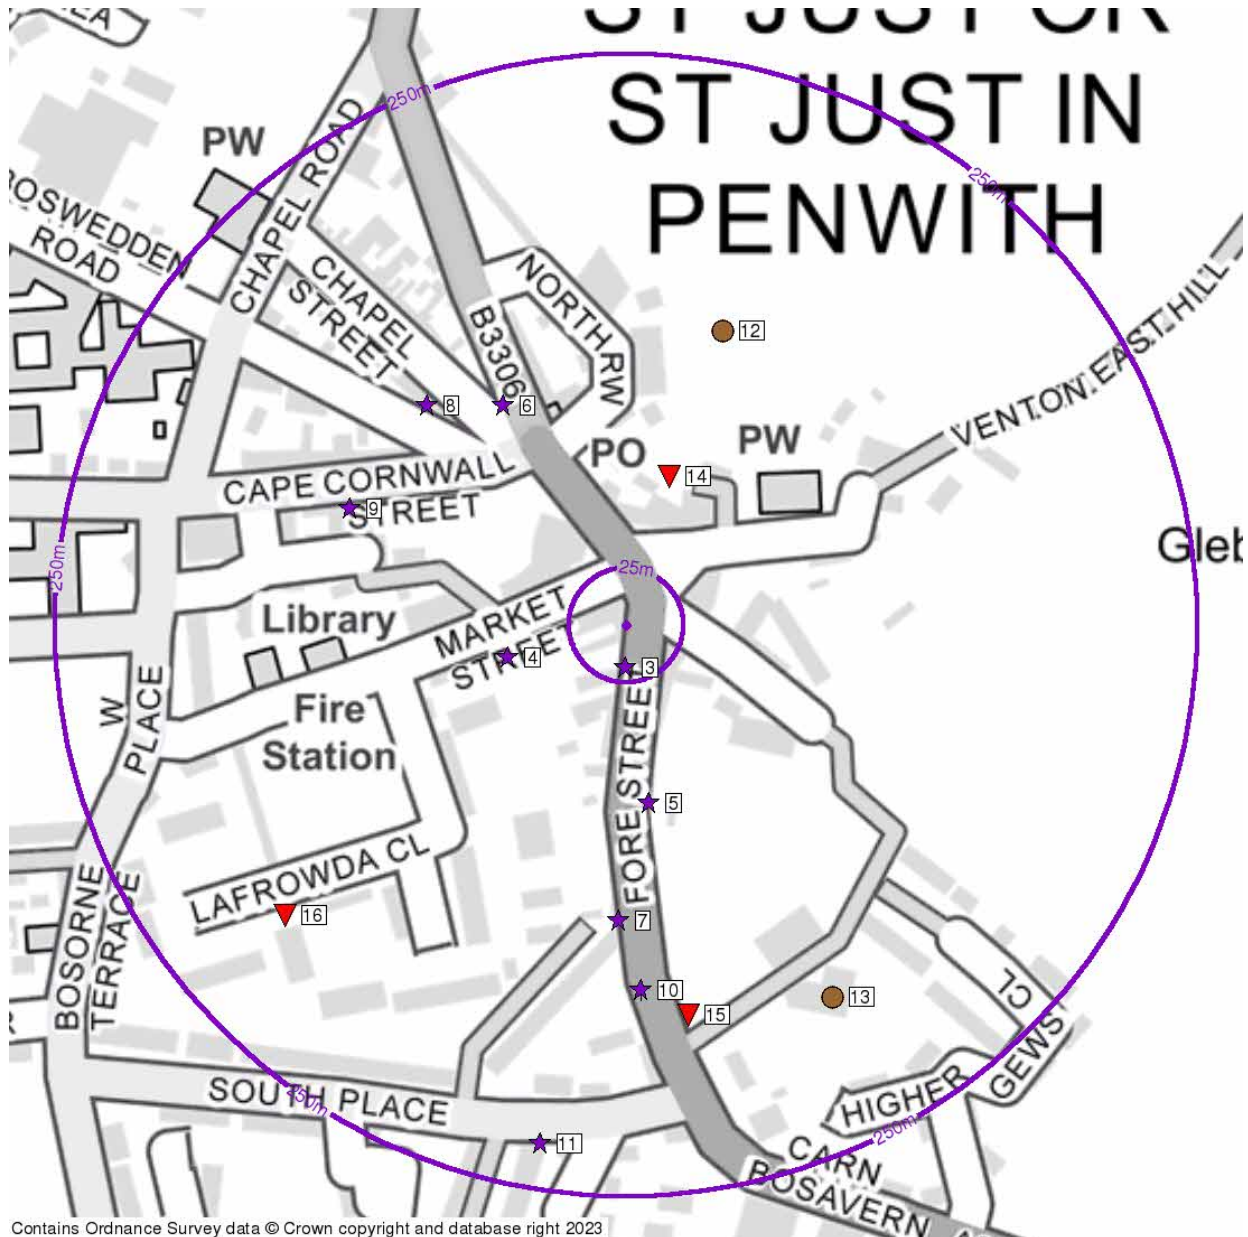 ST JUST OR
ST JUST IN
PENWITH
250m
PW
CHAPEL ROAD
250m
ROSWEDDEN
ROAD
CHAPEL
STREET
B3306
NORTH RW
12
VENTON EAST HILL
8
6
PO
PW
14
CAPE CORNWALL
STREET
9
250m
25m
Library
MARKET
STREET
4
3
Fire
Station
W
PLACE
FORE STREET
5
LAFROWDA CL
16
7
BOSORNE
TERRACE
10
15
13
SOUTH PLACE
250m
HIGHER
GEWS
CL
250m
11
CARN
BOSAVERN
Contains Ordnance Survey data © Crown copyright and database right 2023